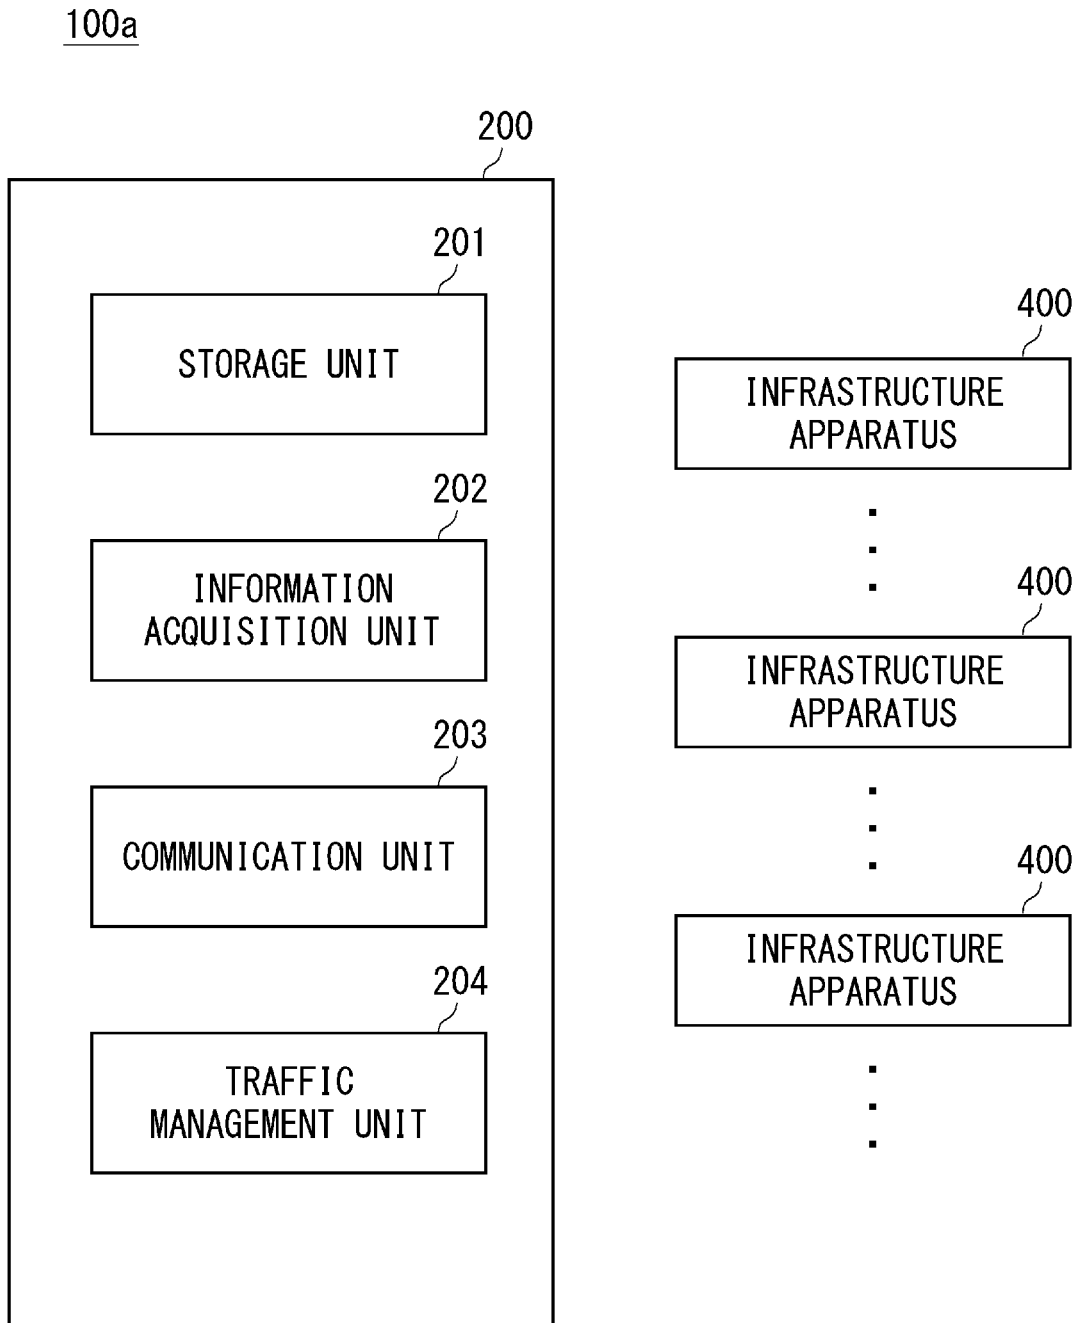 100a
200
201
STORAGE UNIT
202
INFORMATION
ACQUISITION UNIT
203
COMMUNICATION UNIT
204
TRAFFIC
MANAGEMENT UNIT
400
INFRASTRUCTURE
APPARATUS
400
INFRASTRUCTURE
APPARATUS
400
INFRASTRUCTURE
APPARATUS